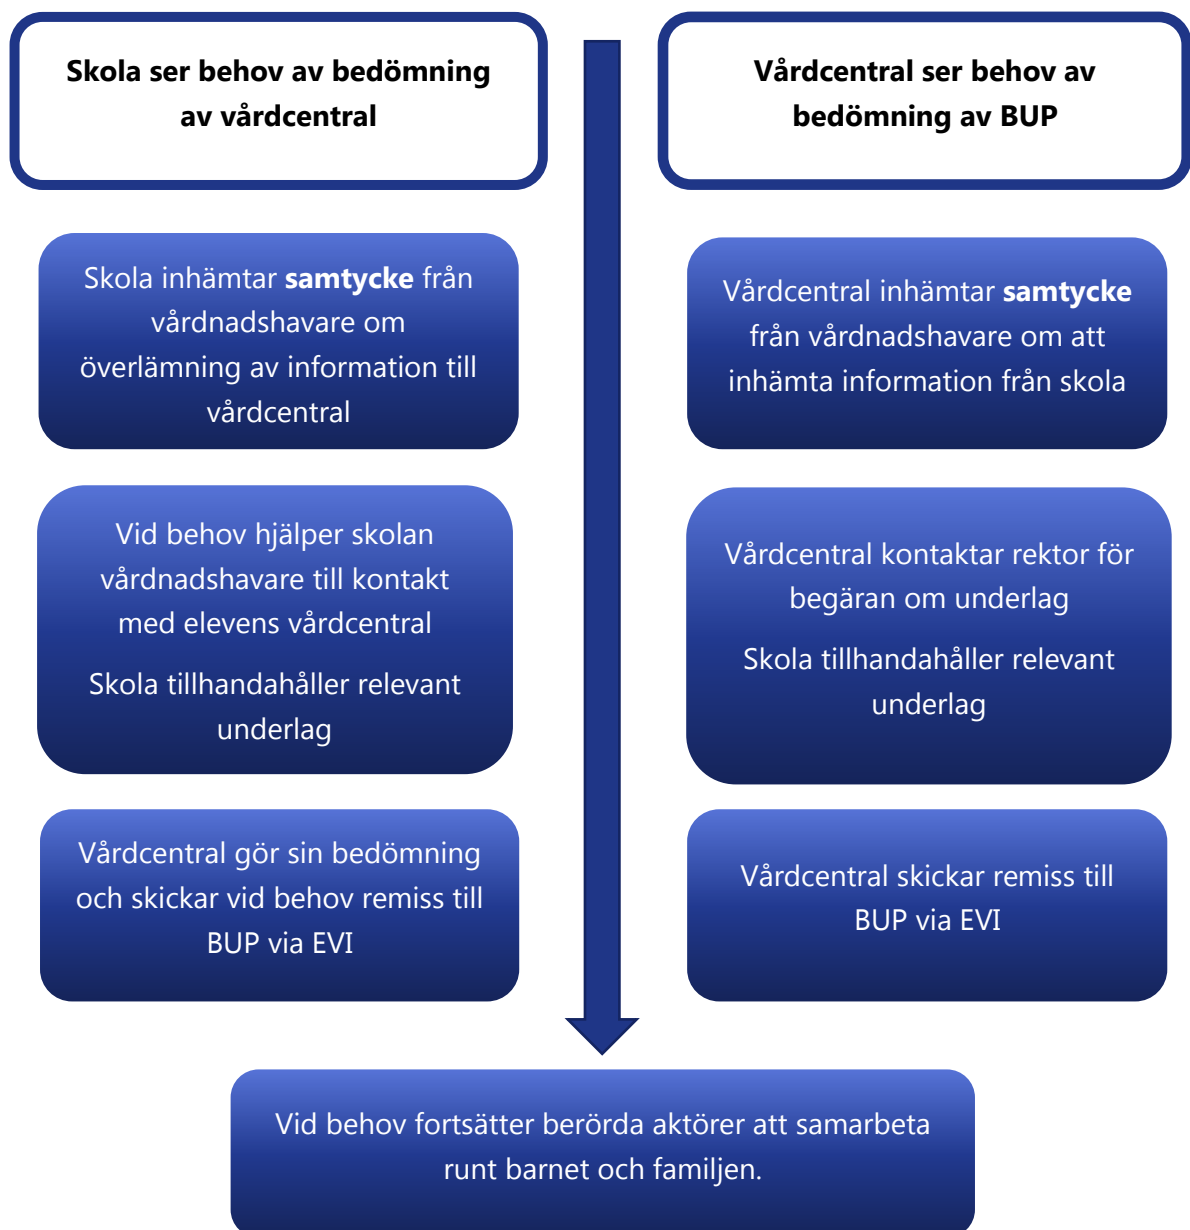 Skola ser behov av bedömning
av vårdcentral
Skola inhämtar samtycke från
vårdnadshavare om
överlämning av information till
vårdcentral
Vid behov hjälper skolan
vårdnadshavare till kontakt
med elevens vårdcentral
Skola tillhandahåller relevant
underlag
Vårdcentral gör sin bedömning
och skickar vid behov remiss till
BUP via EVI
Vårdcentral ser behov av
bedömning av BUP
Vårdcentral inhämtar samtycke
från vårdnadshavare om att
inhämta information från skola
Vårdcentral kontaktar rektor för
begäran om underlag
Skola tillhandahåller relevant
underlag
Vårdcentral skickar remiss till
BUP via EVI
Vid behov fortsätter berörda aktörer att samarbeta
runt barnet och familjen.